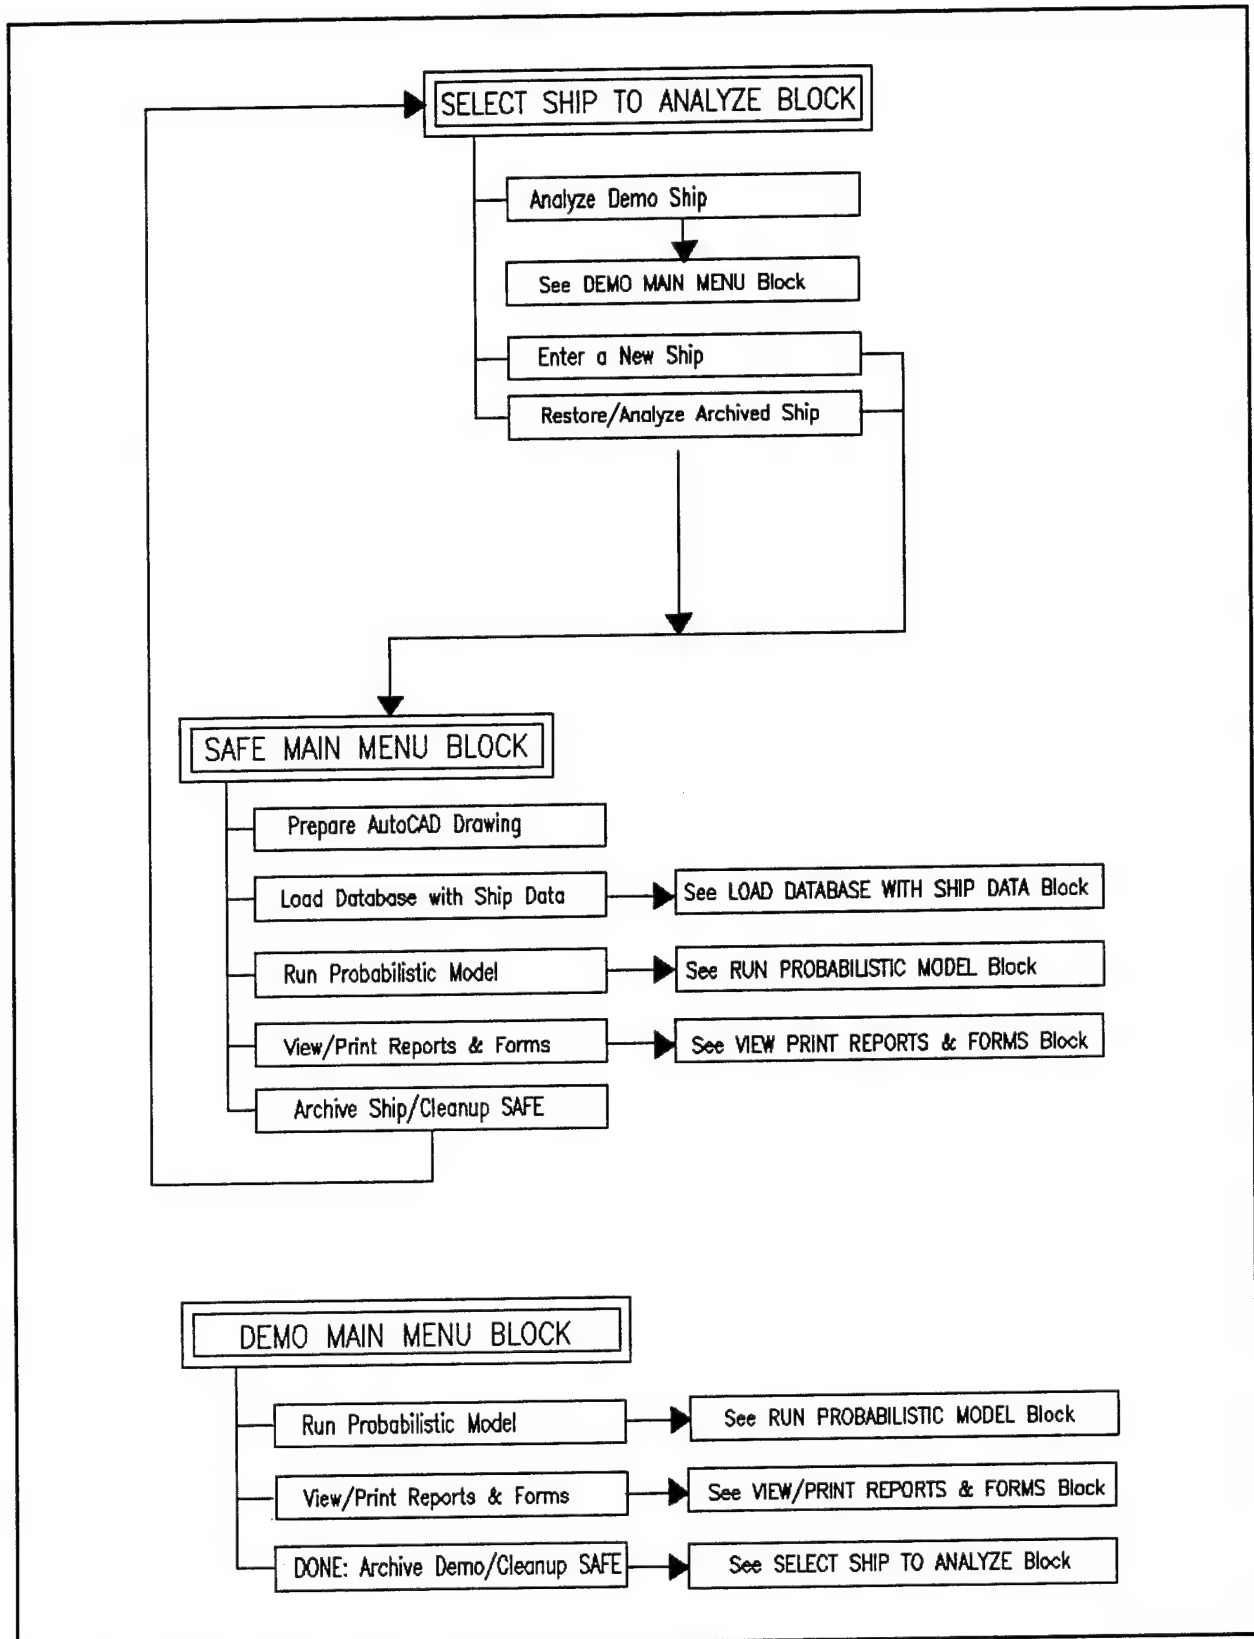 SELECT SHIP TO ANALYZE BLOCK
Analyze Demo Ship
See DEMO MAIN MENU Block
Enter a New Ship
Restore/Analyze Archived Ship
SAFE MAIN MENU BLOCK
Prepare AutoCAD Drawing
Load Database with Ship Data
See LOAD DATABASE WITH SHIP DATA Block
Run Probabilistic Model
See RUN PROBABILISTIC MODEL Block
View/Print Reports & Forms
See VIEW PRINT REPORTS & FORMS Block
Archive Ship/Cleanup SAFE
DEMO MAIN MENU BLOCK
Run Probabilistic Model
See RUN PROBABILISTIC MODEL Block
View/Print Reports & Forms
See VIEW/PRINT REPORTS & FORMS Block
DONE: Archive Demo/Cleanup SAFE
See SELECT SHIP TO ANALYZE Block